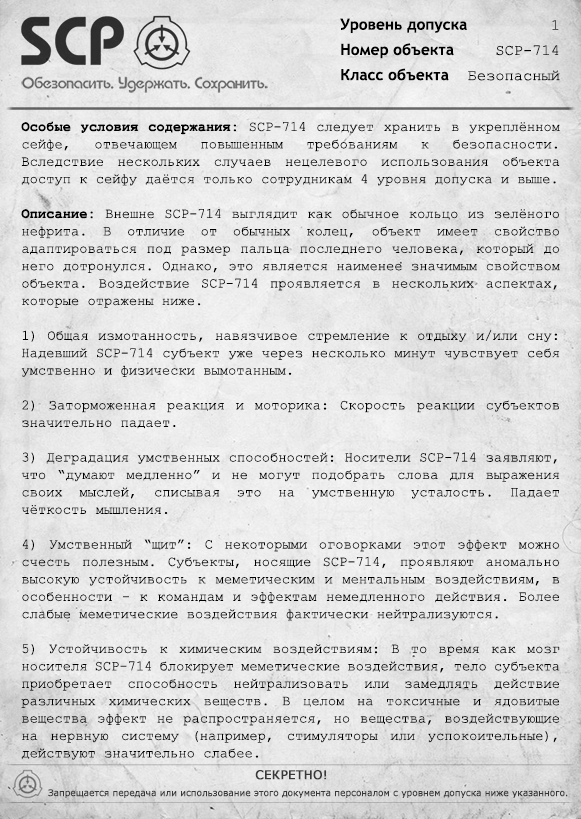 SCP
Обезопасить. Удержать. Сохранить.
Уровень допуска 1
Номер объекта SCP-714
Класс объекта Безопасный
Особые условия содержания: SCP-714 следует хранить в укреплённом
сейфе, отвечающем повышенным требованиям к безопасности.
Вследствие нескольких случаев нецелевого использования объекта
доступ к сейфу даётся только сотрудникам 4 уровня допуска и выше.
Описание: Внешне SCP-714 выглядит как обычное кольцо из зелёного
нефрита. В отличие от обычных колец, объект имеет свойство
адаптироваться под размер пальца последнего человека, который до
него дотронулся. Однако, это является наименее значимым свойством
объекта. Воздействие SCP-714 проявляется в нескольких аспектах,
которые отражены ниже.
1) Общая измотанность, навязчивое стремление к отдыху и/или сну:
Надевший SCP-714 субъект уже через несколько минут чувствует себя
умственно и физически вымотанным.
2) Заторможенная реакция и моторика: Скорость реакции субъектов
значительно падает.
3) Деградация умственных способностей: Носители SCP-714 заявляют,
что “думают медленно” и не могут подобрать слова для выражения
своих мыслей, списывая это на умственную усталость. Падает
чёткость мышления.
4) Умственный “щит”: С некоторыми оговорками этот эффект можно
счесть полезным. Субъекты, носящие SCP-714, проявляют аномально
высокую устойчивость к меметическим и ментальным воздействиям, в
особенности – к командам и эффектам немедленного действия. Более
слабые меметические воздействия фактически нейтрализуются.
5) Устойчивость к химическим воздействиям: В то время как мозг
носителя SCP-714 блокирует меметические воздействия, тело субъекта
приобретает способность нейтрализовать или замедлять действие
различных химических веществ. В целом на токсичные и ядовитые
вещества эффект не распространяется, но вещества, воздействующие
на нервную систему (например, стимуляторы или успокоительные),
действуют значительно слабее.
СЕКРЕТНО!
Запрещается передача или использование этого документа персоналом с уровнем допуска ниже указанного.